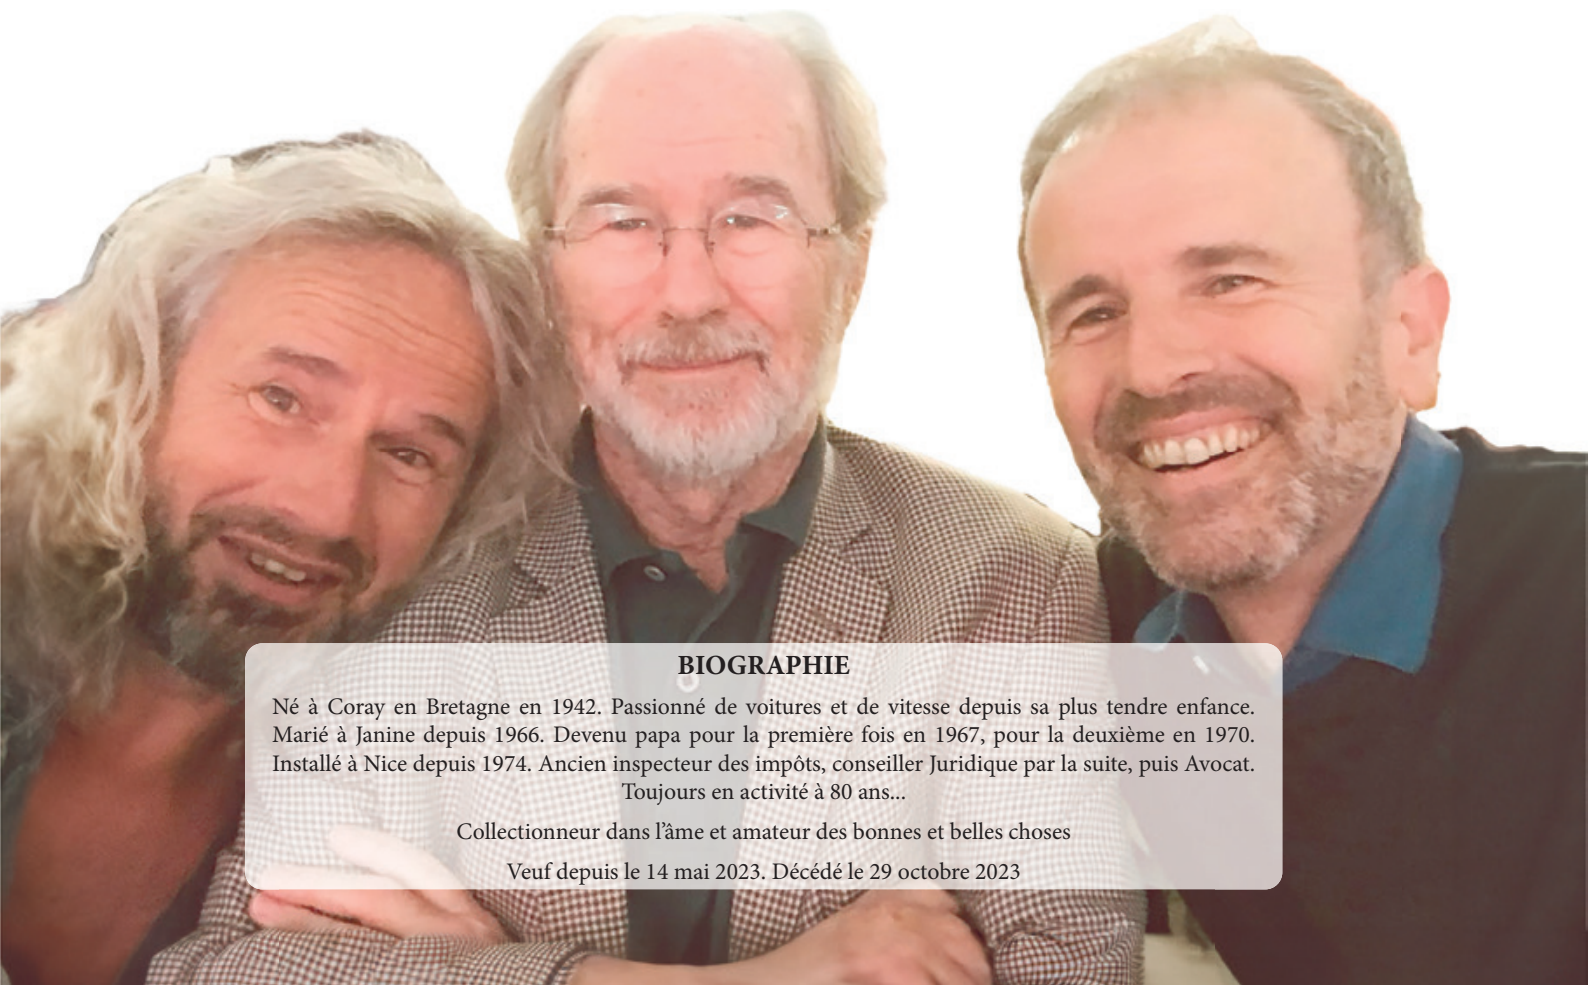 BIOGRAPHIE
Né à Coray en Bretagne en 1942. Passionné de voitures et de vitesse depuis sa plus tendre enfance.
Marié à Janine depuis 1966. Devenu papa pour la première fois en 1967, pour la deuxième en 1970.
Installé à Nice depuis 1974. Ancien inspecteur des impôts, conseiller Juridique par la suite, puis Avocat.
Toujours en activité à 80 ans...
Collectionneur dans l’âme et amateur des bonnes et belles choses
Veuf depuis le 14 mai 2023. Décédé le 29 octobre 2023